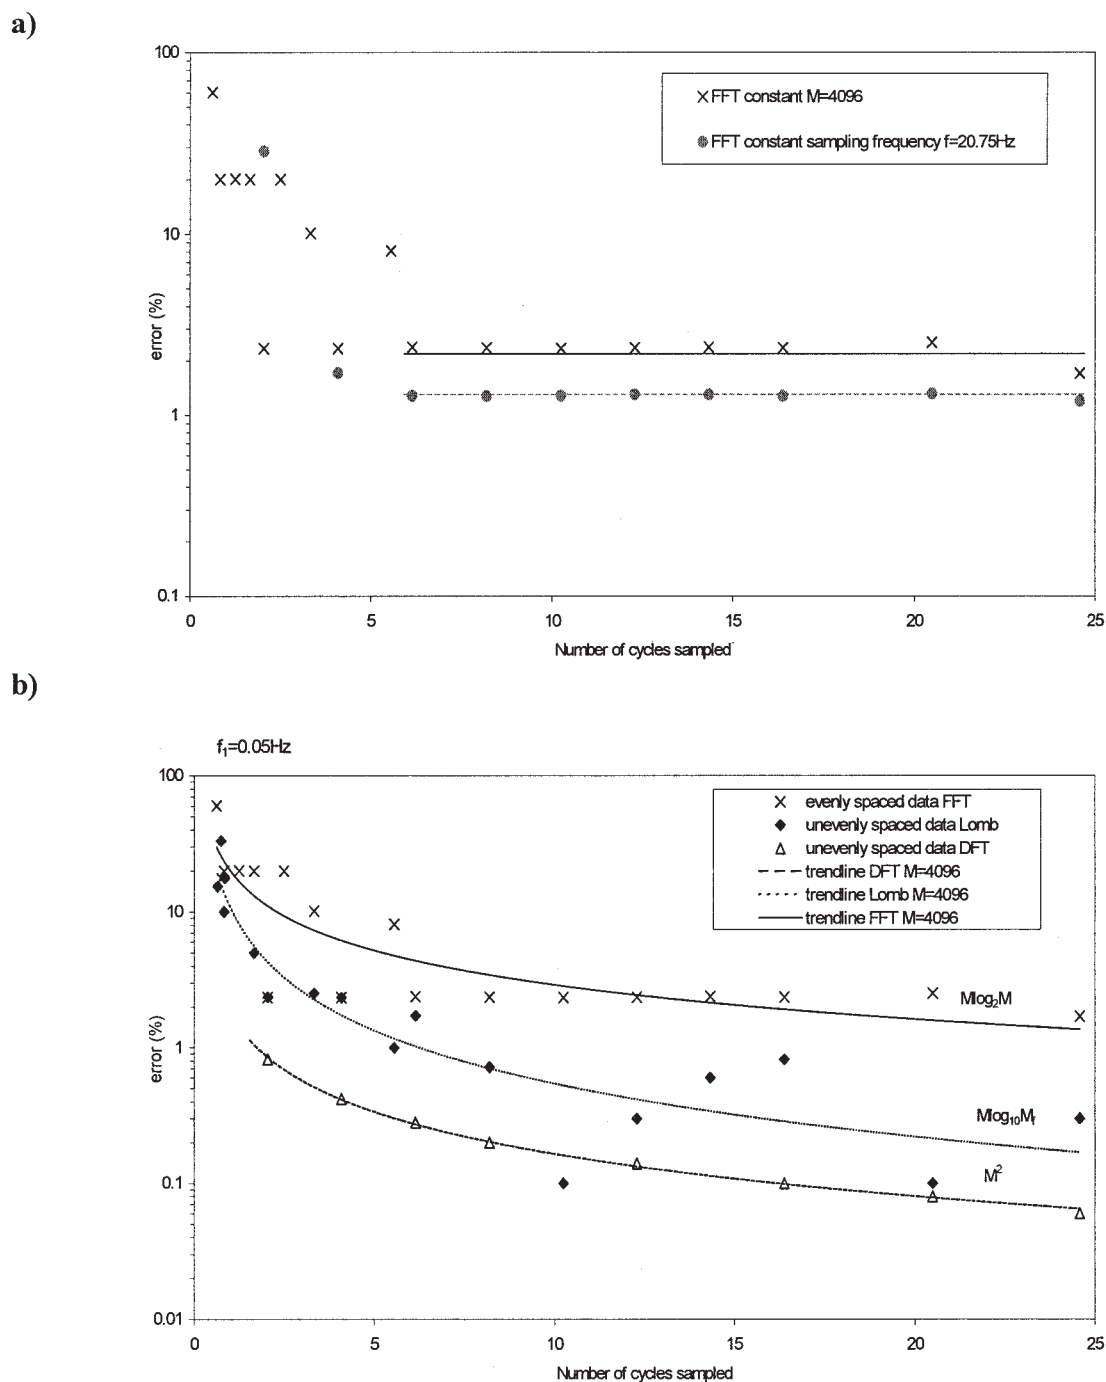 a)
100
10
1
0.1
error (%)
FFT constant M=4096
FFT constant sampling frequency f=20.75Hz
0 5 10 15 20 25
Number of cycles sampled
b)
f₁=0.05Hz
100
10
1
0.1
0.01
error (%)
evenly spaced data FFT
unevenly spaced data Lomb
unevenly spaced data DFT
trendline DFT M=4096
trendline Lomb M=4096
trendline FFT M=4096
Mlog₂M
Mlog₁₀Mf
M²
0 5 10 15 20 25
Number of cycles sampled